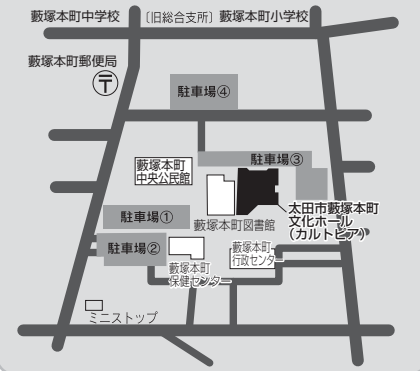 藪塚本町中学校
〔旧総合支所〕
藪塚本町小学校
藪塚本町郵便局
〒
駐車場④
駐車場③
藪塚本町
中央公民館
太田市藪塚本町
文化ホール
（カルトピア）
駐車場①
藪塚本町図書館
駐車場②
藪塚本町
行政センター
藪塚本町
保健センター
ミニストップ